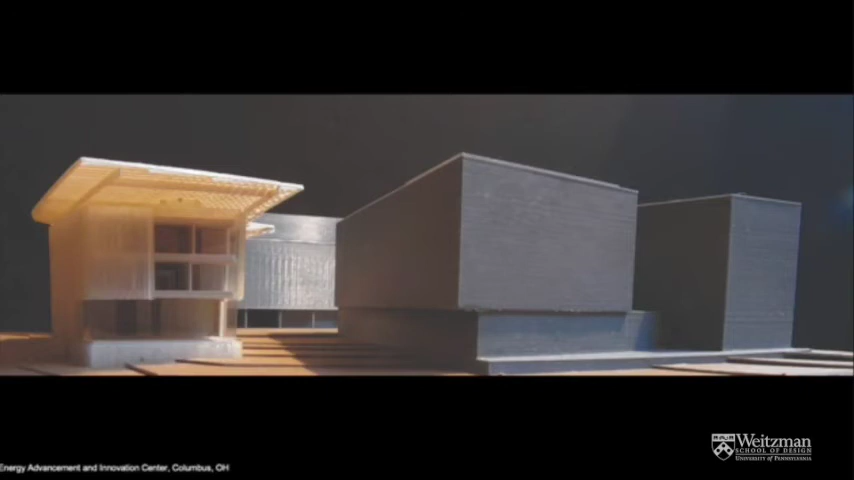 Energy Advancement and Innovation Center, Columbus, OH
Weitzman
SCHOOL OF DESIGN
UNIVERSITY OF PENNSYLVANIA